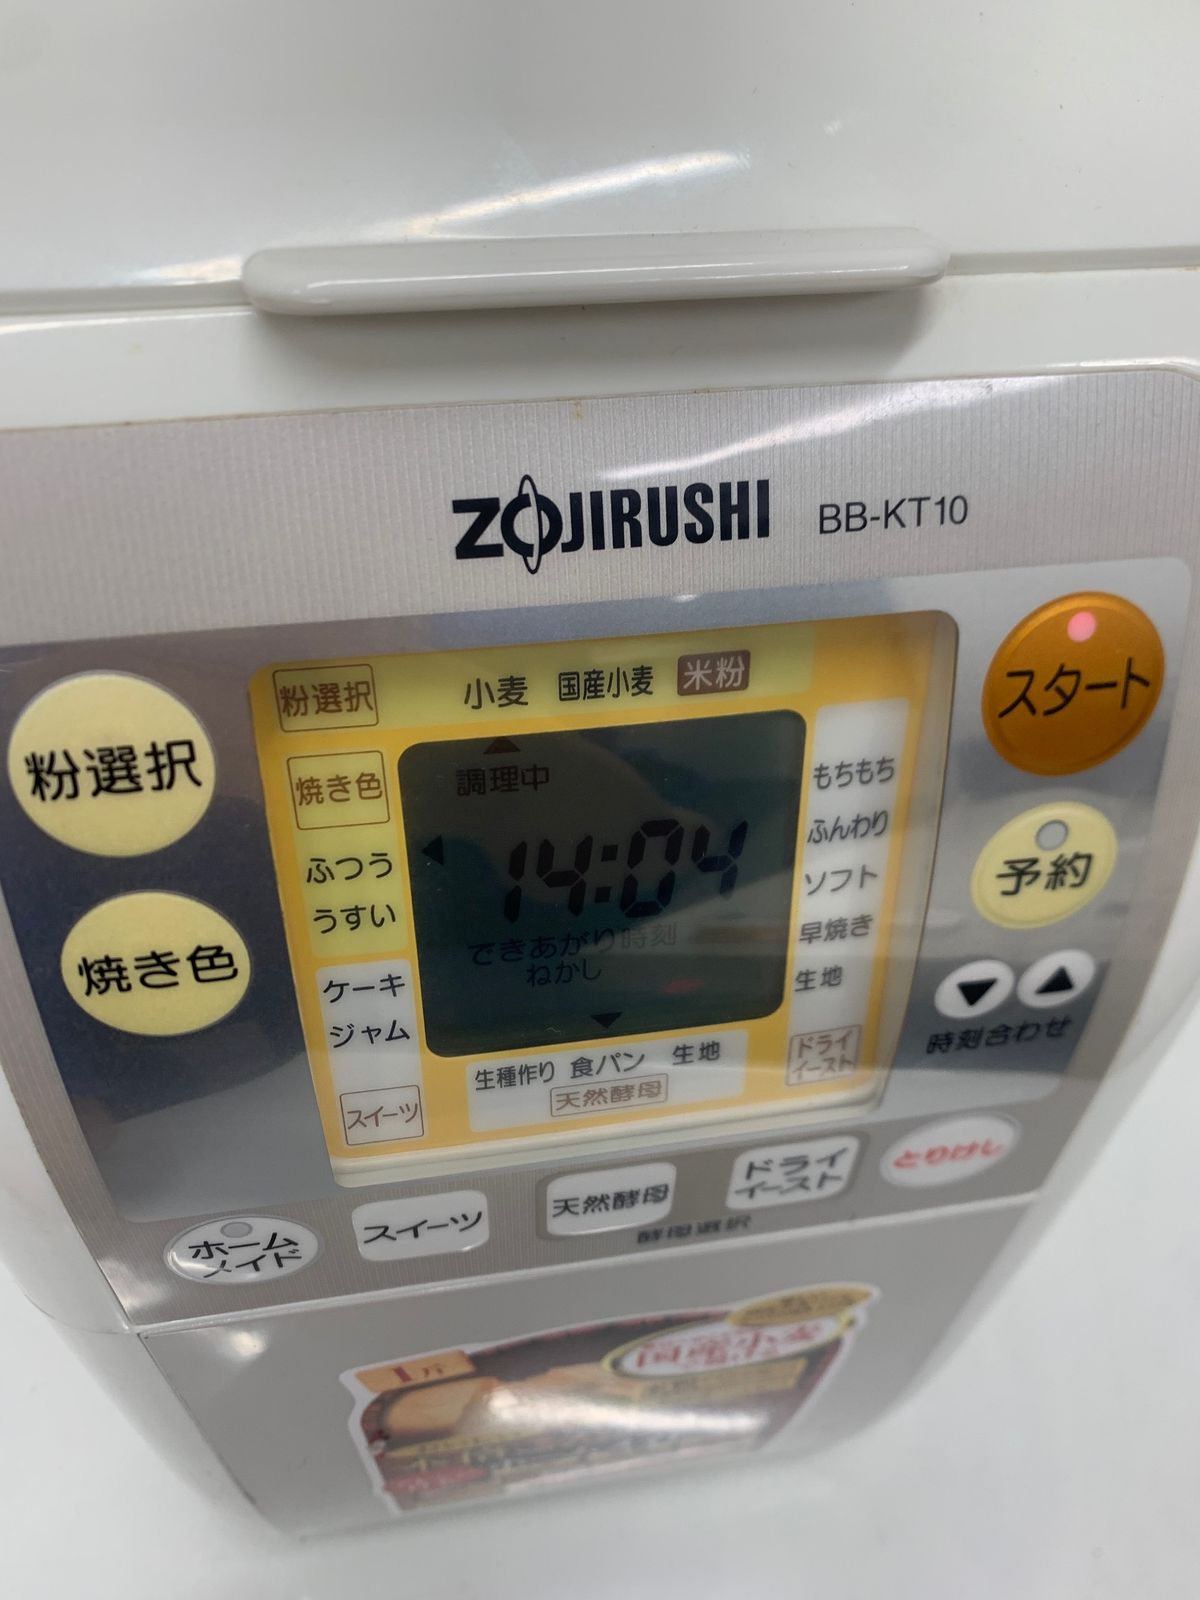 ZOJIRUSHI BB-KT10
スタート
粉選択 小麦 国産小麦 米粉
粉選択
焼き色
調理中
もちもち
14:04
ふつう
ふんわり
予約
うすい
ソフト
焼き色
できあがり時刻
早焼き
ねかし
ケーキ
生地
ジャム
▼ ▲
時刻合わせ
生種作り 食パン 生地
ドライ
イースト
天然酵母
スイーツ
ホーム
メイド
スイーツ
天然酵母
ドライ
イースト
とりけし
酵母選択
1斤
国産小麦